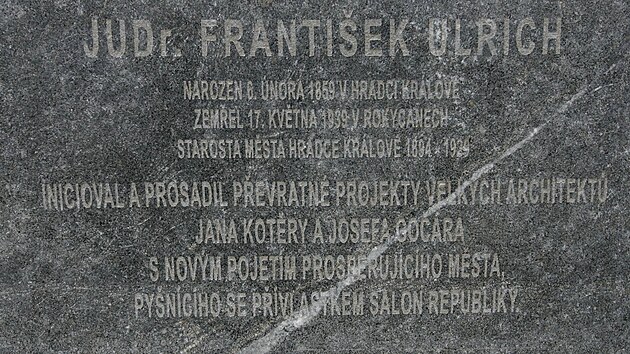 JUDr. FRANTIŠEK ULRICH
NAROZEN 8. ÚNORA 1859 V HRADCI KRÁLOVÉ
ZEMŘEL 17. KVĚTNA 1939 V ROKYCANECH
STAROSTA MĚSTA HRADCE KRÁLOVÉ 1894 - 1929
INICIOVAL A PROSADIL PŘEVRATNÉ PROJEKTY VELKÝCH ARCHITEKTŮ
JANA KOTĚRY A JOSEFA GOČÁRA
S NOVÝM POJETÍM PROSPERUJÍCÍHO MĚSTA,
PYŠNÍCÍHO SE PŘÍVLASTKEM SALON REPUBLIKY.